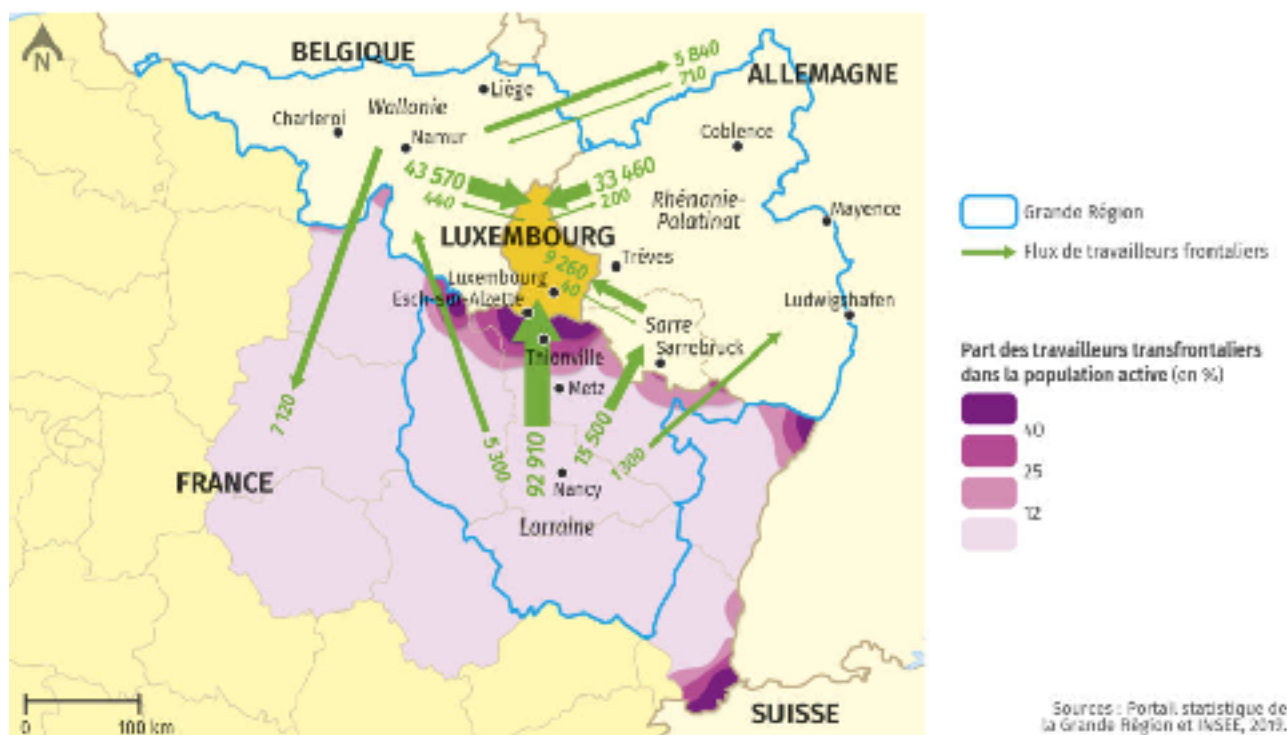 N
BELGIQUE
5 840
710
ALLEMAGNE
Liège
Wallonie
Charleroi
Namur
Coblence
43 570
440
33 460
200
Rhénanie-
Palatinat
Mayence
LUXEMBOURG
Trèves
9 260
40
Luxembourg
Esch-sur-Alzette
Ludwigshafen
Sarre
Sarrebruck
Thionville
Metz
7 120
5 300
92 910
15 500
1 300
Nancy
FRANCE
Lorraine
SUISSE
0
100 km
Grande Région
Flux de travailleurs frontaliers
Part des travailleurs transfrontaliers
dans la population active (en %)
40
25
12
Sources : Portail statistique de
la Grande Région et INSEE, 2019.